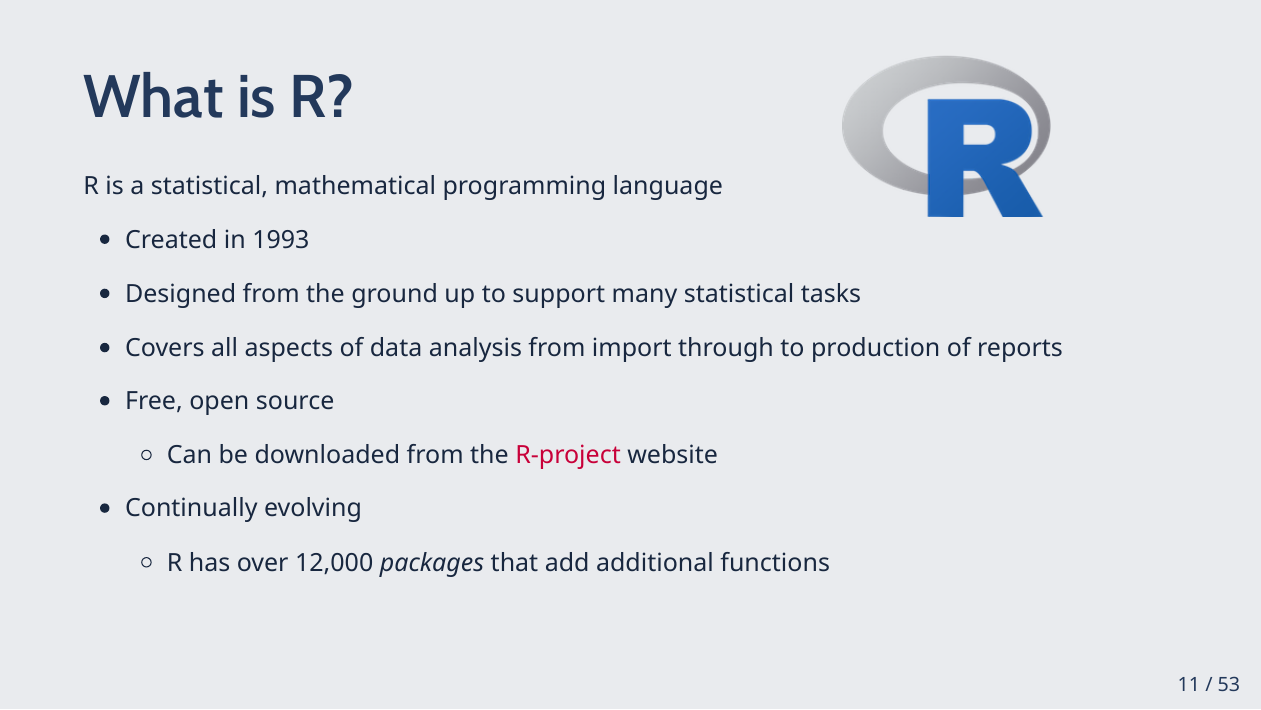 What is R?
R
R is a statistical, mathematical programming language
Created in 1993
Designed from the ground up to support many statistical tasks
Covers all aspects of data analysis from import through to production of reports
Free, open source
Can be downloaded from the R-project website
Continually evolving
R has over 12,000 packages that add additional functions
11 / 53